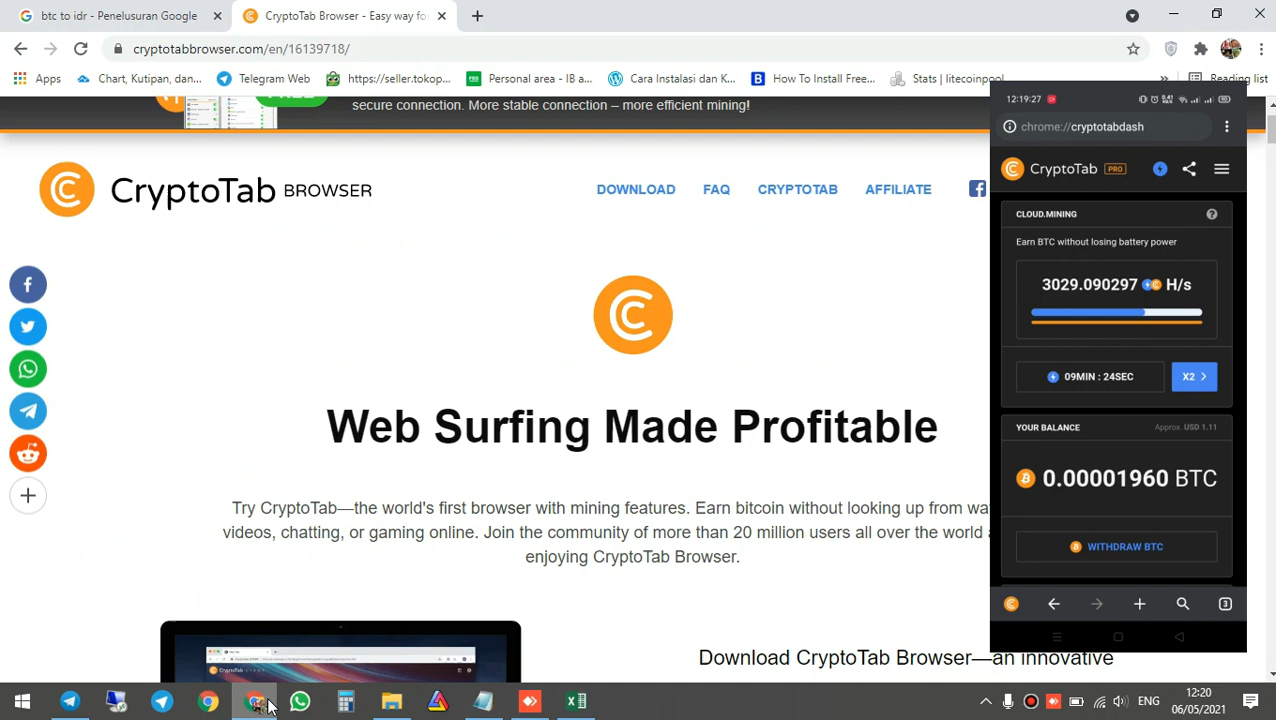 btc to idr - Penelusuran Google
CryptoTab Browser - Easy way for
cryptotabbrowser.com/en/16139718/
Apps
Chart, Kutipan, dan...
Telegram Web
https://seller.tokop...
Personal area - IB a...
Cara Instalasi dan K...
How To Install Free...
Stats | litecoinpool...
»
Reading list
FREE
secure connection. More stable connection – more efficient mining!
CryptoTab BROWSER
DOWNLOAD
FAQ
CRYPTOTAB
AFFILIATE
Web Surfing Made Profitable
Try CryptoTab—the world's first browser with mining features. Earn bitcoin without looking up from wa
videos, chatting, or gaming online. Join the community of more than 20 million users all over the world
enjoying CryptoTab Browser.
Download CryptoTab Browser—an innovative
12:19:27
chrome://cryptotabdash
CryptoTab PRO
CLOUD.MINING
Earn BTC without losing battery power
3029.090297 H/s
09MIN : 24SEC
X2 >
YOUR BALANCE
Approx. USD 1.11
0.00001960 BTC
WITHDRAW BTC
3
ENG
12:20
06/05/2021